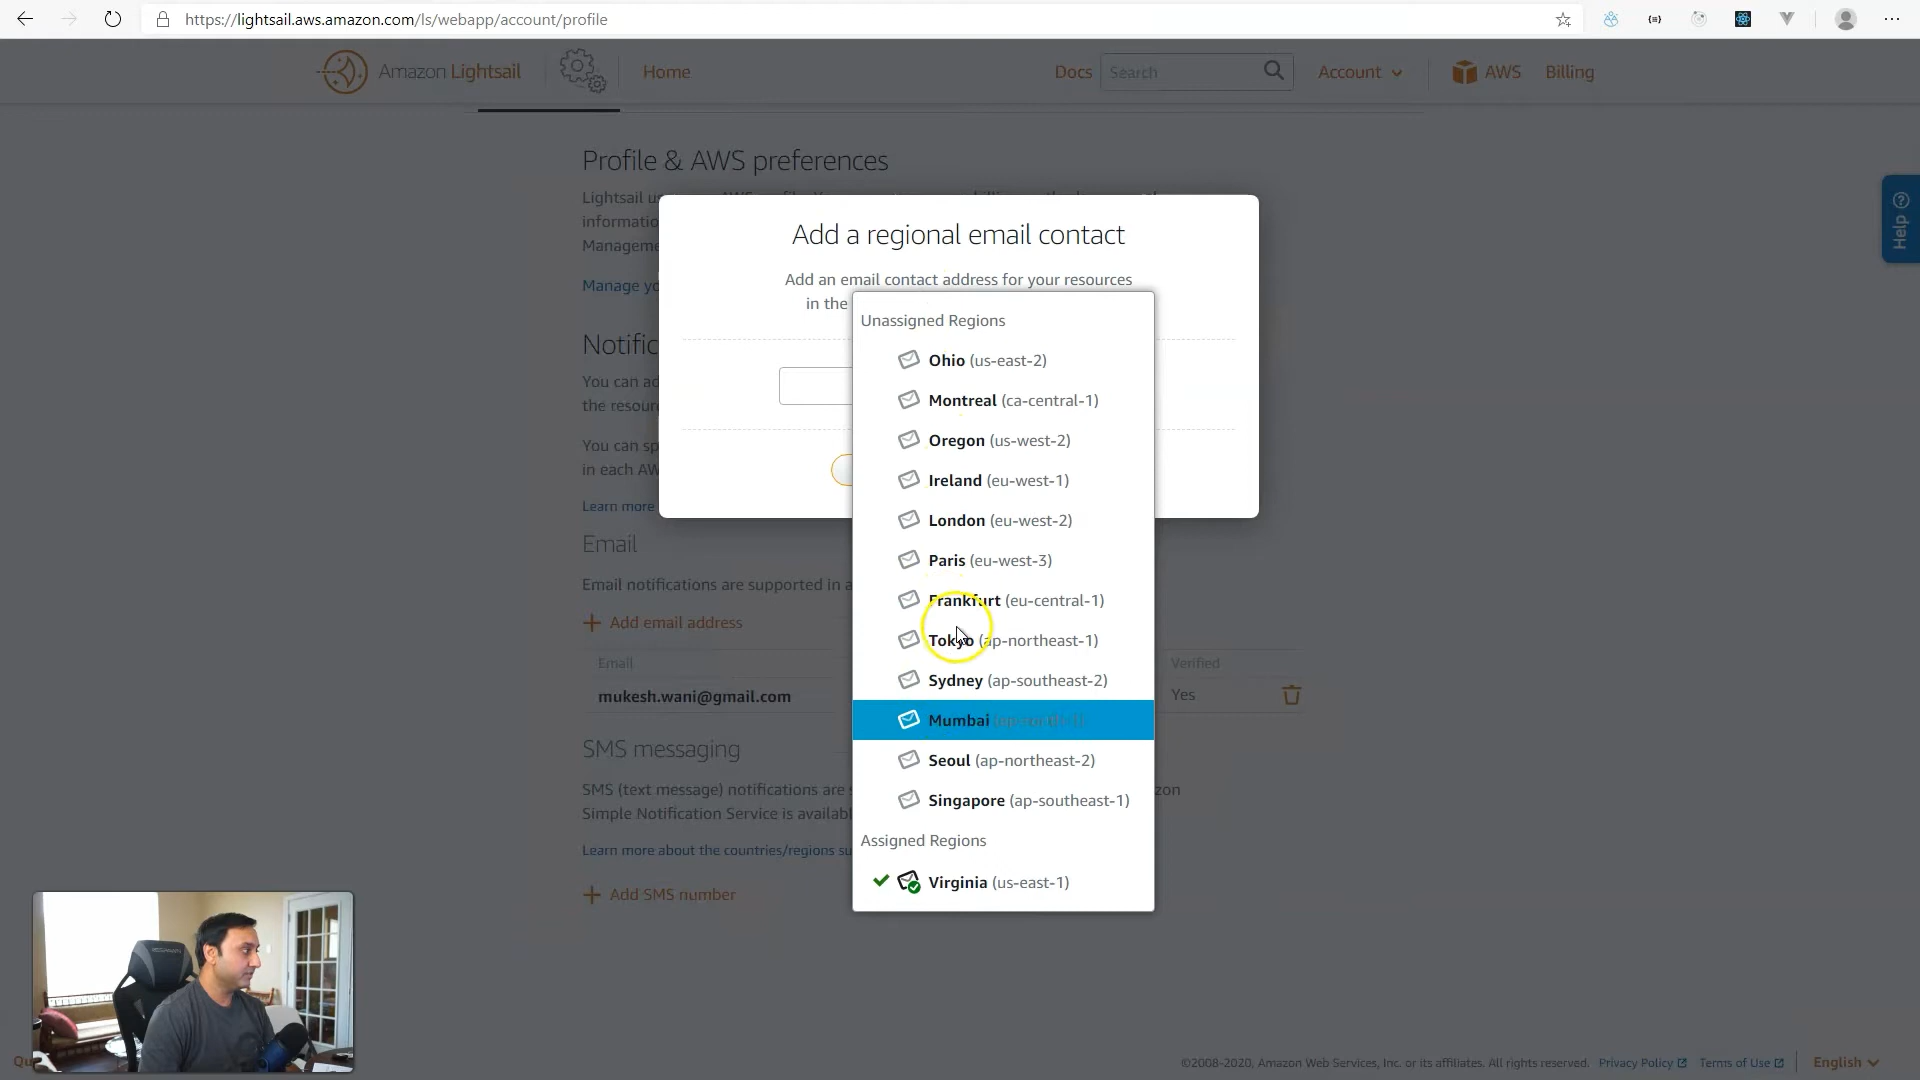 https://lightsail.aws.amazon.com/ls/webapp/account/profile
Amazon Lightsail
Home
Docs
Search
Account
AWS
Billing
Help
Profile & AWS preferences
Lightsail
informatio
Manageme
Manage yo
Add a regional email contact
Add an email contact address for your resources
in the
Notific
You can ad
the resour
You can sp
in each AW
Learn more
Unassigned Regions
Ohio (us-east-2)
Montreal (ca-central-1)
Oregon (us-west-2)
Ireland (eu-west-1)
London (eu-west-2)
Paris (eu-west-3)
Frankfurt (eu-central-1)
Tokyo (ap-northeast-1)
Sydney (ap-southeast-2)
Mumbai (ap-south-1)
Seoul (ap-northeast-2)
Singapore (ap-southeast-1)
Assigned Regions
Virginia (us-east-1)
Email
Email notifications are supported in a
Add email address
Email
Verified
mukesh.wani@gmail.com
Yes
SMS messaging
SMS (text message) notifications are
zon
Simple Notification Service is availabl
Learn more about the countries/regions su
Add SMS number
Qu
©2008-2020, Amazon Web Services, Inc. or its affiliates. All rights reserved.
Privacy Policy
Terms of Use
English